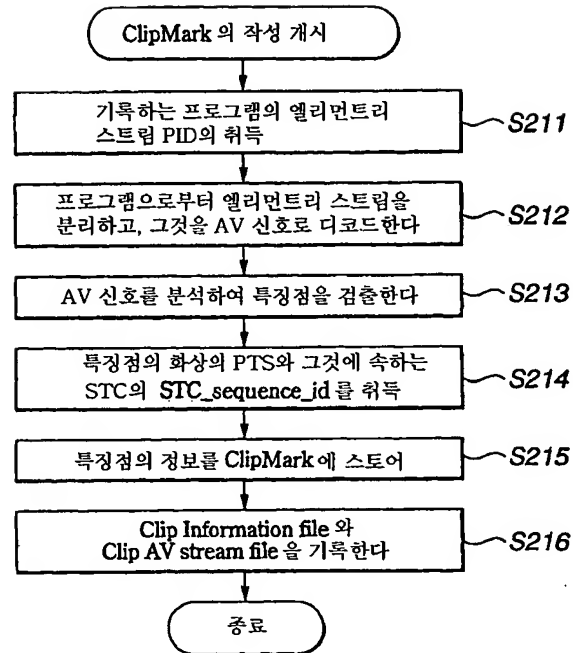 ClipMark 의 작성 개시
기록하는 프로그램의 엘리먼트리
스트림 PID의 취득
S211
프로그램으로부터 엘리먼트리 스트림을
분리하고, 그것을 AV 신호로 디코드한다
S212
AV 신호를 분석하여 특징점을 검출한다
S213
특징점의 화상의 PTS와 그것에 속하는
STC의 STC_sequence_id 를 취득
S214
특징점의 정보를 ClipMark 에 스토어
S215
Clip Information file 와
Clip AV stream file 을 기록한다
S216
종료